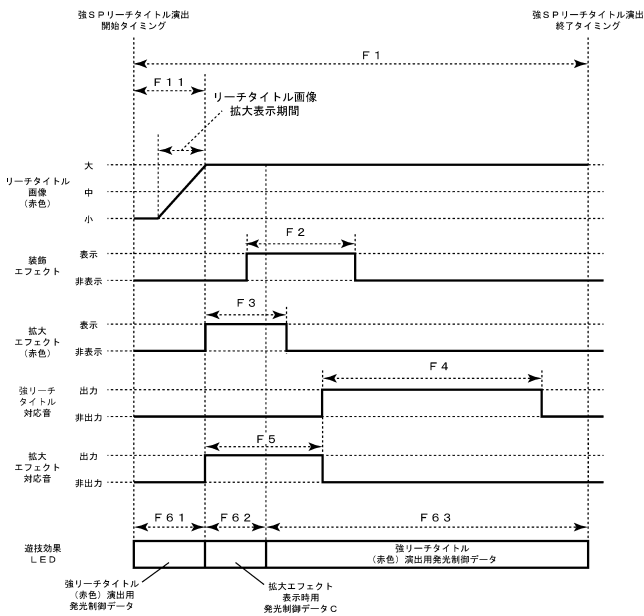 強ＳＰリーチタイトル演出
開始タイミング
強ＳＰリーチタイトル演出
終了タイミング
Ｆ１
Ｆ１１
リーチタイトル画像
拡大表示期間
リーチタイトル
画像
（赤色）
大
中
小
装飾
エフェクト
表示
非表示
Ｆ２
拡大
エフェクト
（赤色）
表示
非表示
Ｆ３
強リーチ
タイトル
対応音
出力
非出力
Ｆ４
拡大
エフェクト
対応音
出力
非出力
Ｆ５
Ｆ６１
Ｆ６２
Ｆ６３
遊技効果
ＬＥＤ
強リーチタイトル
（赤色）演出用発光制御データ
強リーチタイトル
（赤色）演出用
発光制御データ
拡大エフェクト
表示時用
発光制御データＣ